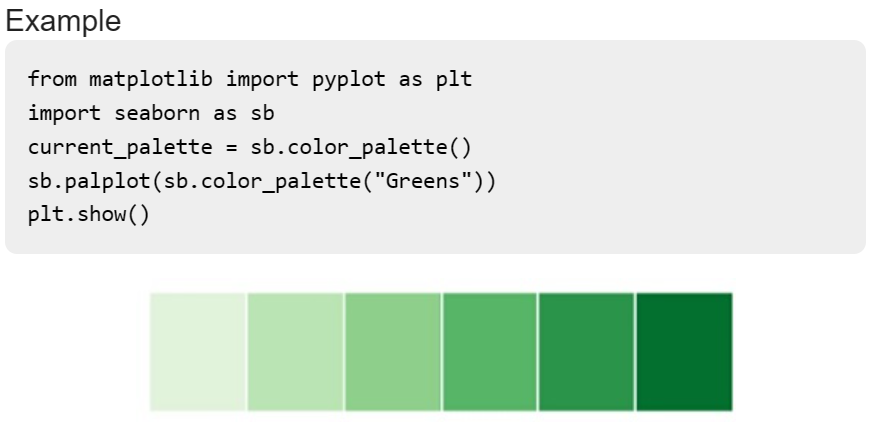 Example
from matplotlib import pyplot as plt
import seaborn as sb
current_palette = sb.color_palette()
sb.palplot(sb.color_palette("Greens"))
plt.show()